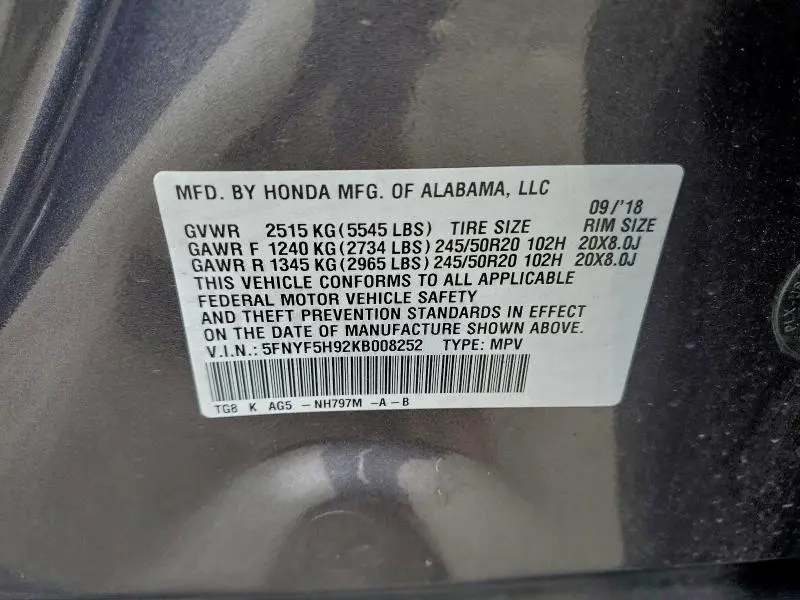 MFD. BY HONDA MFG. OF ALABAMA, LLC
09/'18
GVWR 2515 KG(5545 LBS) TIRE SIZE RIM SIZE
GAWR F 1240 KG(2734 LBS) 245/50R20 102H 20X8.0J
GAWR R 1345 KG(2965 LBS) 245/50R20 102H 20X8.0J
THIS VEHICLE CONFORMS TO ALL APPLICABLE
FEDERAL MOTOR VEHICLE SAFETY
AND THEFT PREVENTION STANDARDS IN EFFECT
ON THE DATE OF MANUFACTURE SHOWN ABOVE.
V.I.N.: 5FNYF5H92KB008252 TYPE: MPV
TG8 K AG5 -NH797M -A-B